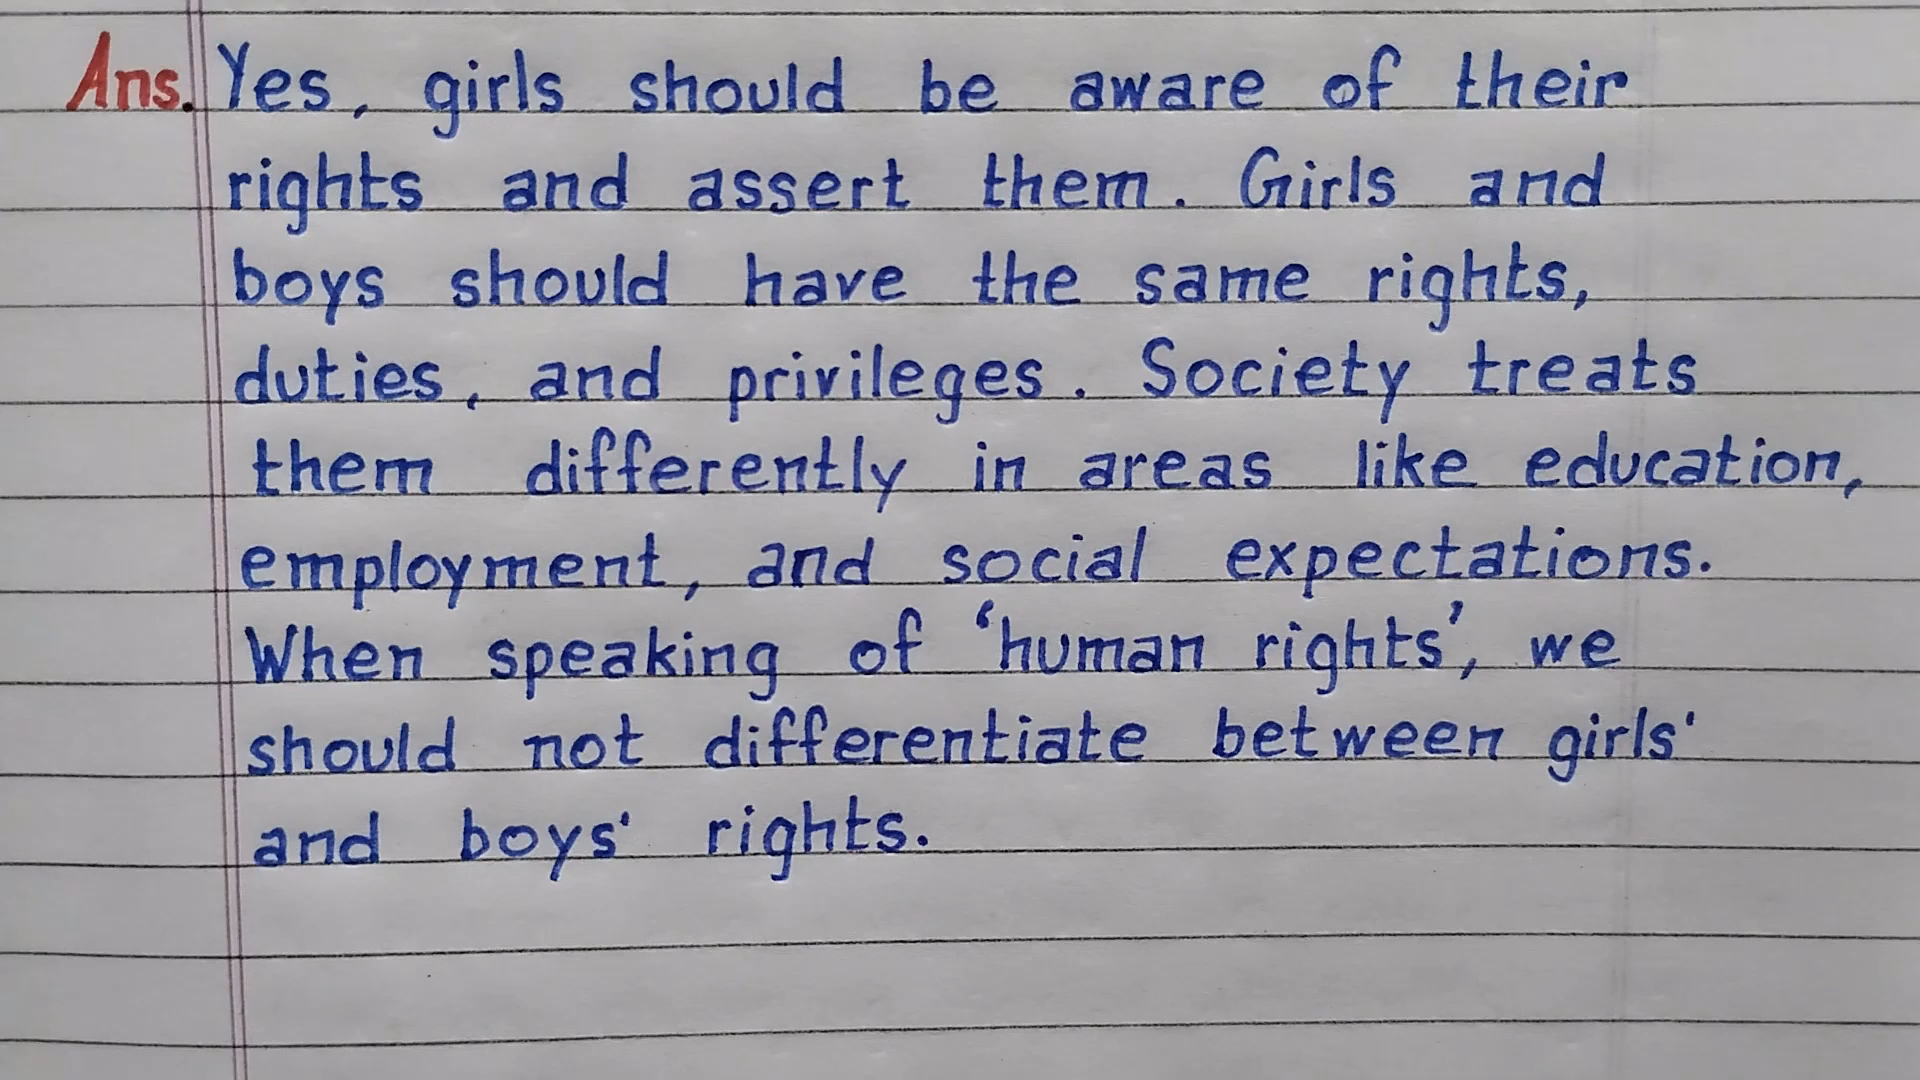 Ans. Yes, girls should be aware of their
rights and assert them. Girls and
boys should have the same rights,
duties, and privileges. Society treats
them differently in areas like education,
employment, and social expectations.
When speaking of ‘human rights’, we
should not differentiate between girls'
and boys' rights.